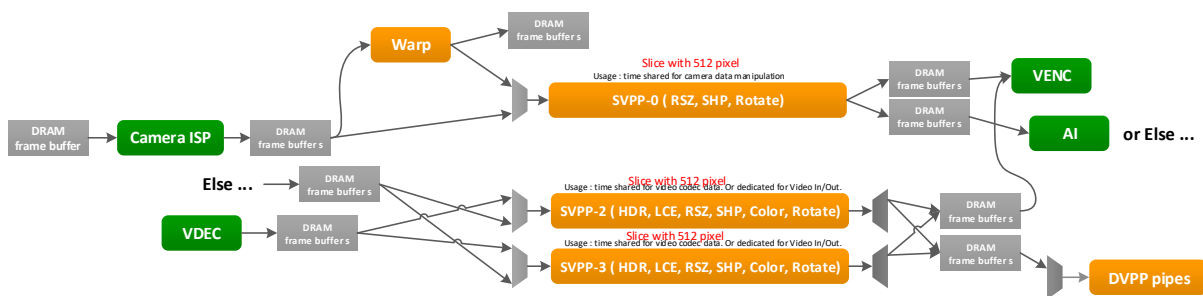 DRAM
frame buffer s
Warp
Slice with 512 pixel
Usage : time shared for camera data manipulation
SVPP-0 ( RSZ, SHP, Rotate)
DRAM
frame buffer s
VENC
DRAM
frame buffer s
DRAM
frame buffer
Camera ISP
DRAM
frame buffer s
AI
or Else ...
Else ...
DRAM
frame buffer s
Slice with 512 pixel
Usage : time shared for video codec data. Or dedicated for Video In/Out.
SVPP-2 ( HDR, LCE, RSZ, SHP, Color, Rotate)
DRAM
frame buffer s
VDEC
DRAM
frame buffer s
Slice with 512 pixel
Usage : time shared for video codec data. Or dedicated for Video In/Out.
SVPP-3 ( HDR, LCE, RSZ, SHP, Color, Rotate)
DRAM
frame buffer s
DVPP pipes